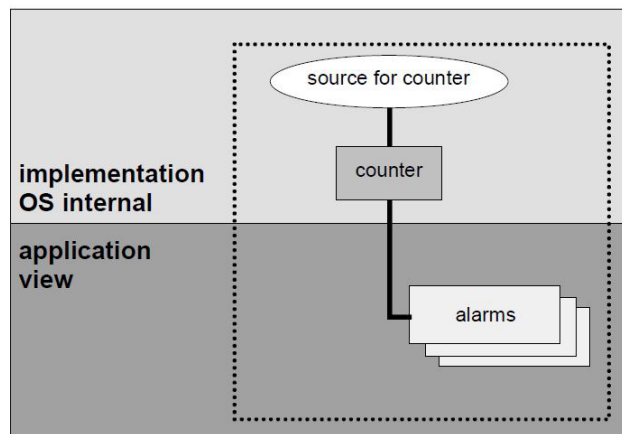 source for counter
counter
implementation
OS internal
application
view
alarms